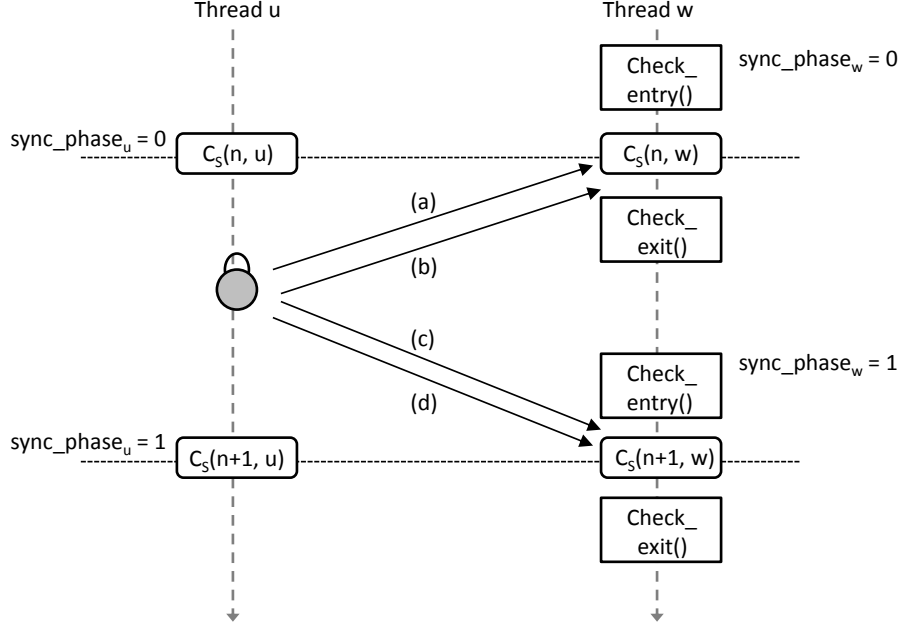 Thread u
Thread w
Check_
entry()
sync_phase_w = 0
sync_phase_u = 0
C_S(n, u)
C_S(n, w)
(a)
Check_
exit()
(b)
(c)
Check_
entry()
sync_phase_w = 1
(d)
sync_phase_u = 1
C_S(n+1, u)
C_S(n+1, w)
Check_
exit()